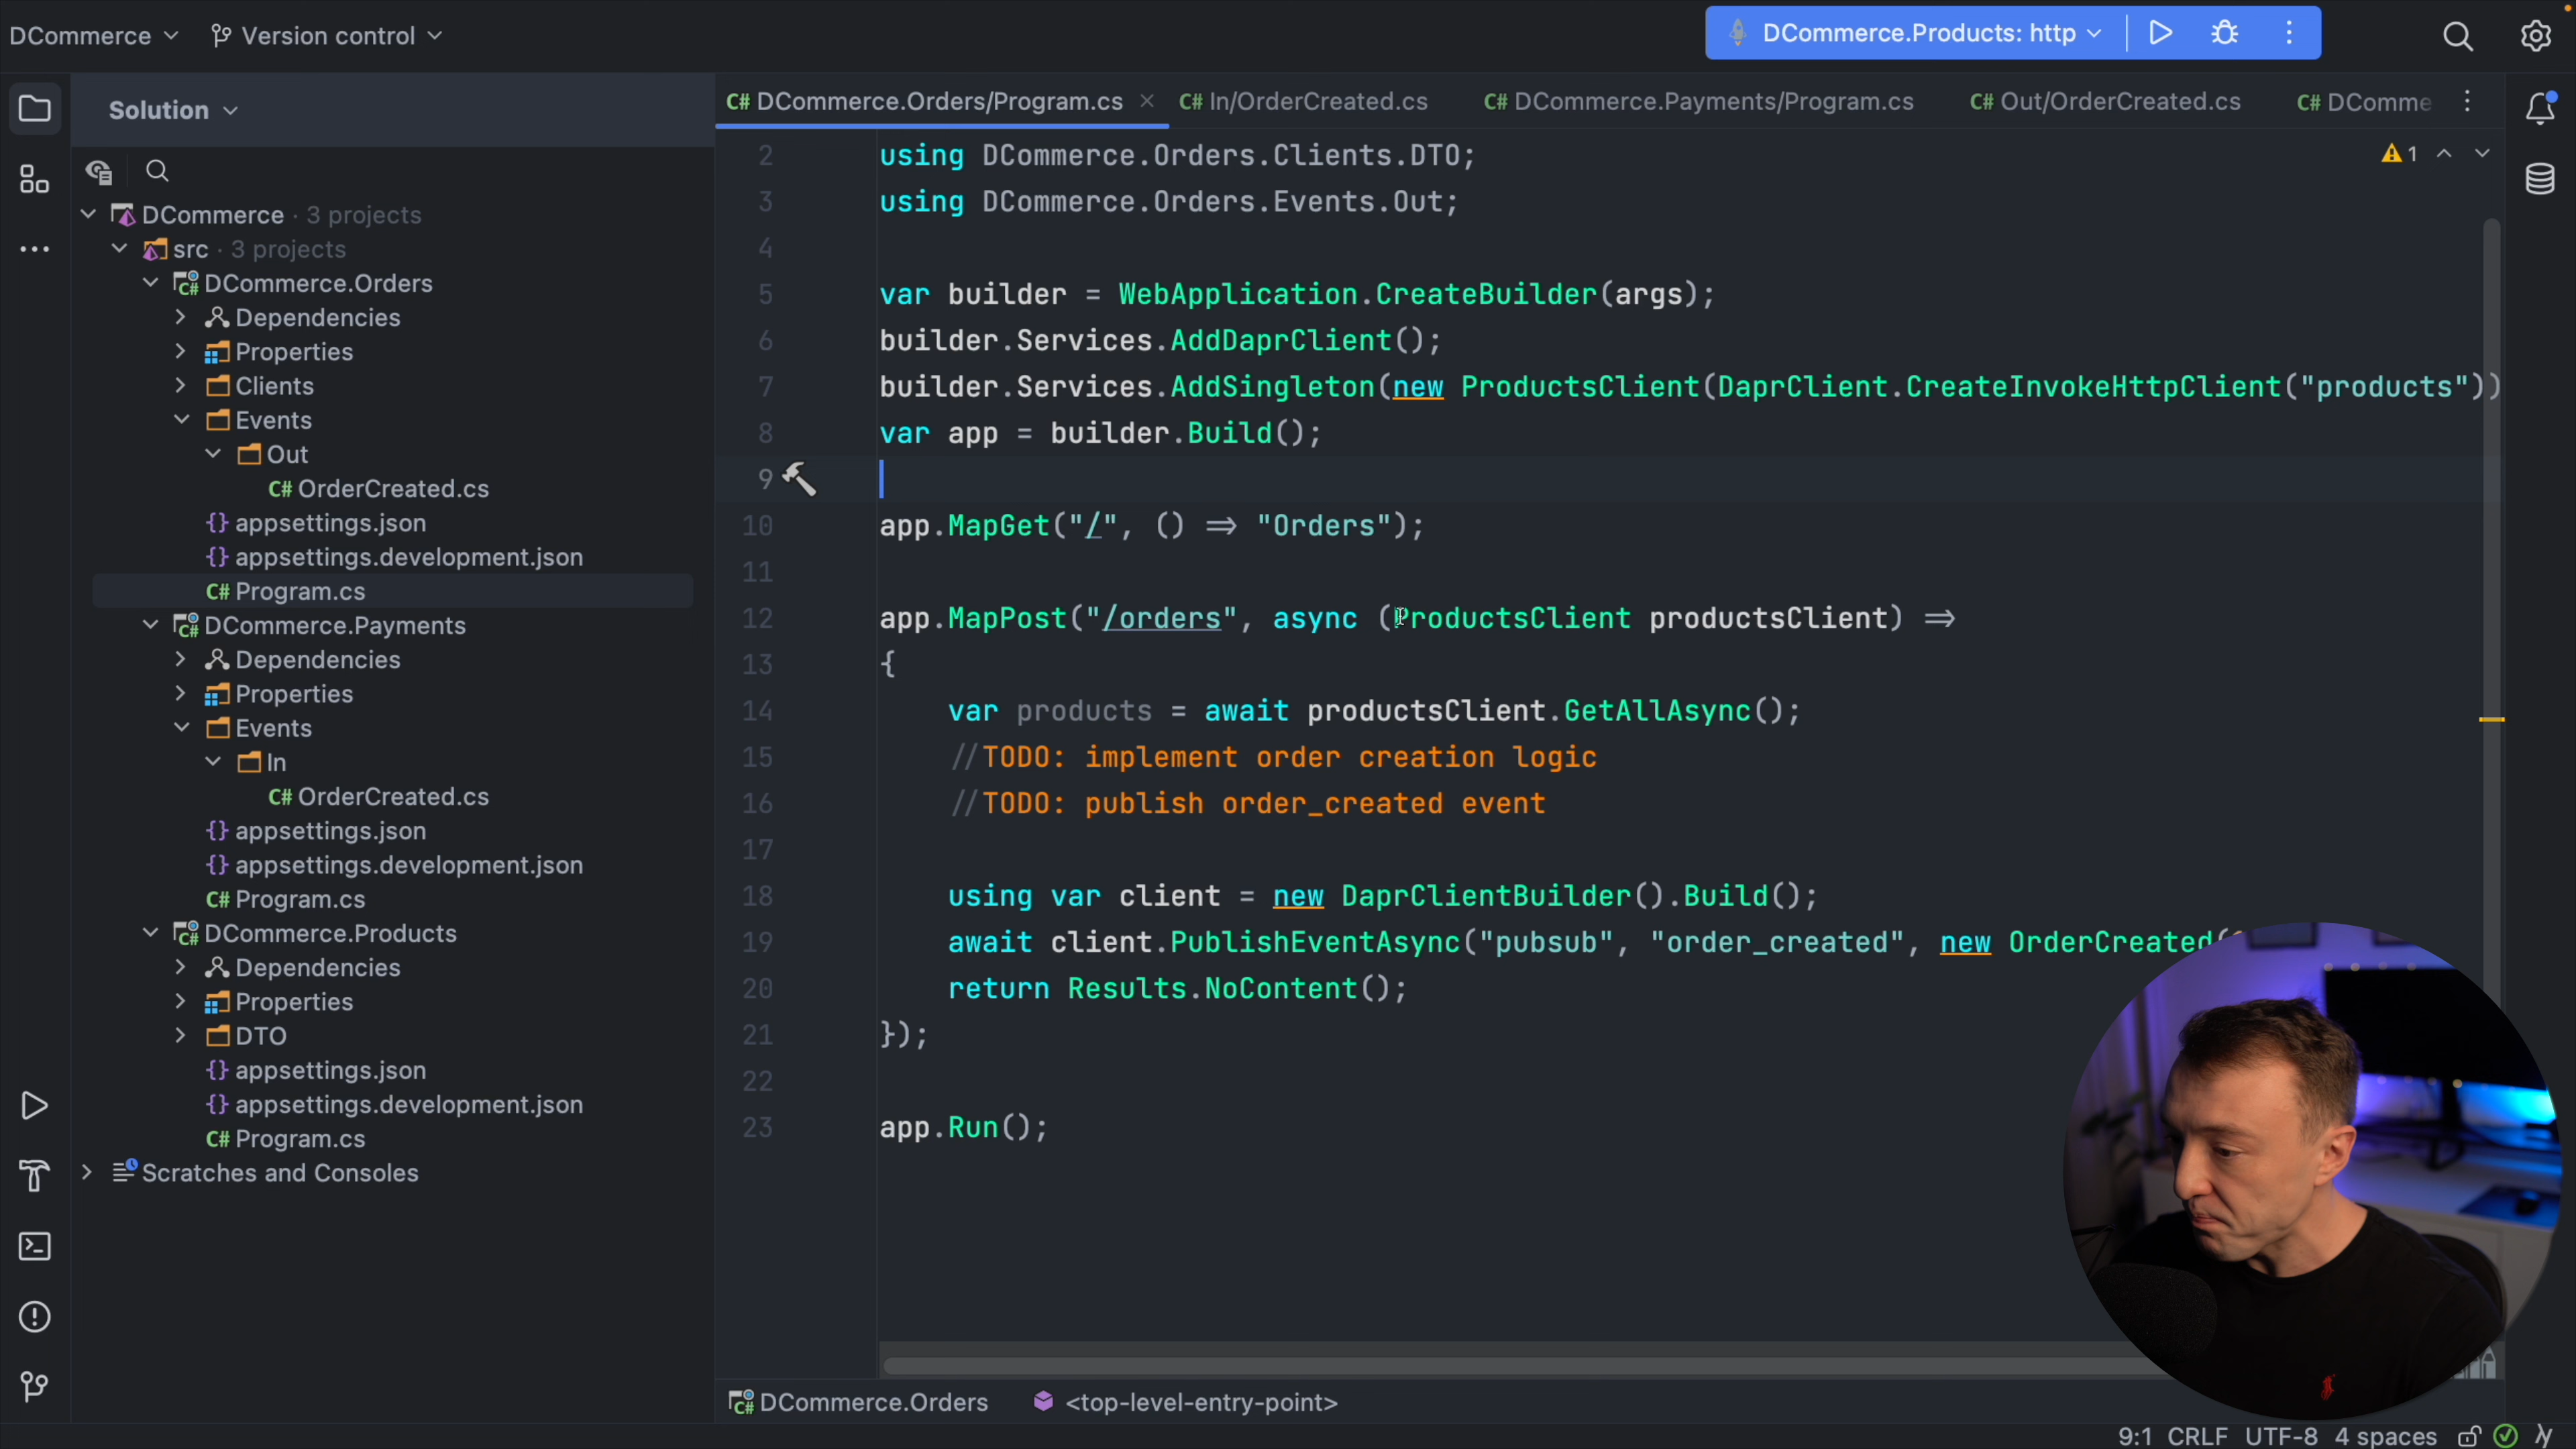 DCommerce
Version control
DCommerce.Products: http
Solution
DCommerce · 3 projects
src · 3 projects
DCommerce.Orders
Dependencies
Properties
Clients
Events
Out
C# OrderCreated.cs
{} appsettings.json
{} appsettings.development.json
C# Program.cs
DCommerce.Payments
Dependencies
Properties
Events
In
C# OrderCreated.cs
{} appsettings.json
{} appsettings.development.json
C# Program.cs
DCommerce.Products
Dependencies
Properties
DTO
{} appsettings.json
{} appsettings.development.json
C# Program.cs
Scratches and Consoles
C# DCommerce.Orders/Program.cs
C# In/OrderCreated.cs
C# DCommerce.Payments/Program.cs
C# Out/OrderCreated.cs
C# DComme
1
2 using DCommerce.Orders.Clients.DTO;
3 using DCommerce.Orders.Events.Out;
4
5 var builder = WebApplication.CreateBuilder(args);
6 builder.Services.AddDaprClient();
7 builder.Services.AddSingleton(new ProductsClient(DaprClient.CreateInvokeHttpClient("products"))
8 var app = builder.Build();
9
10 app.MapGet("/", () ⇒ "Orders");
11
12 app.MapPost("/orders", async (ProductsClient productsClient) ⇒
13 {
14 var products = await productsClient.GetAllAsync();
15 //TODO: implement order creation logic
16 //TODO: publish order_created event
17
18 using var client = new DaprClientBuilder().Build();
19 await client.PublishEventAsync("pubsub", "order_created", new OrderCreated(
20 return Results.NoContent();
21 });
22
23 app.Run();
DCommerce.Orders
<top-level-entry-point>
9:1 CRLF UTF-8 4 spaces